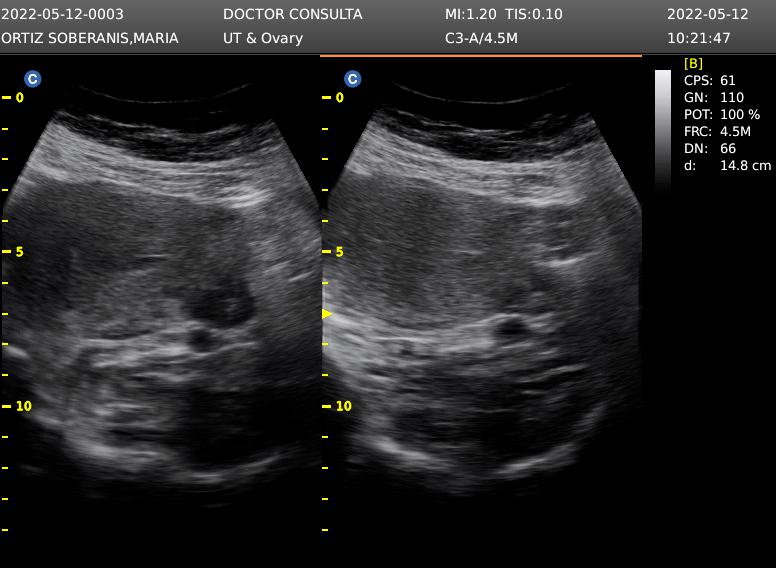 2022-05-12-0003 DOCTOR CONSULTA MI:1.20 TIS:0.10 2022-05-12
ORTIZ SOBERANIS,MARIA UT & Ovary C3-A/4.5M 10:21:47
[B]
C C CPS: 61
0 0 GN: 110
POT: 100 %
FRC: 4.5M
DN: 66
d: 14.8 cm
5 5
10 10